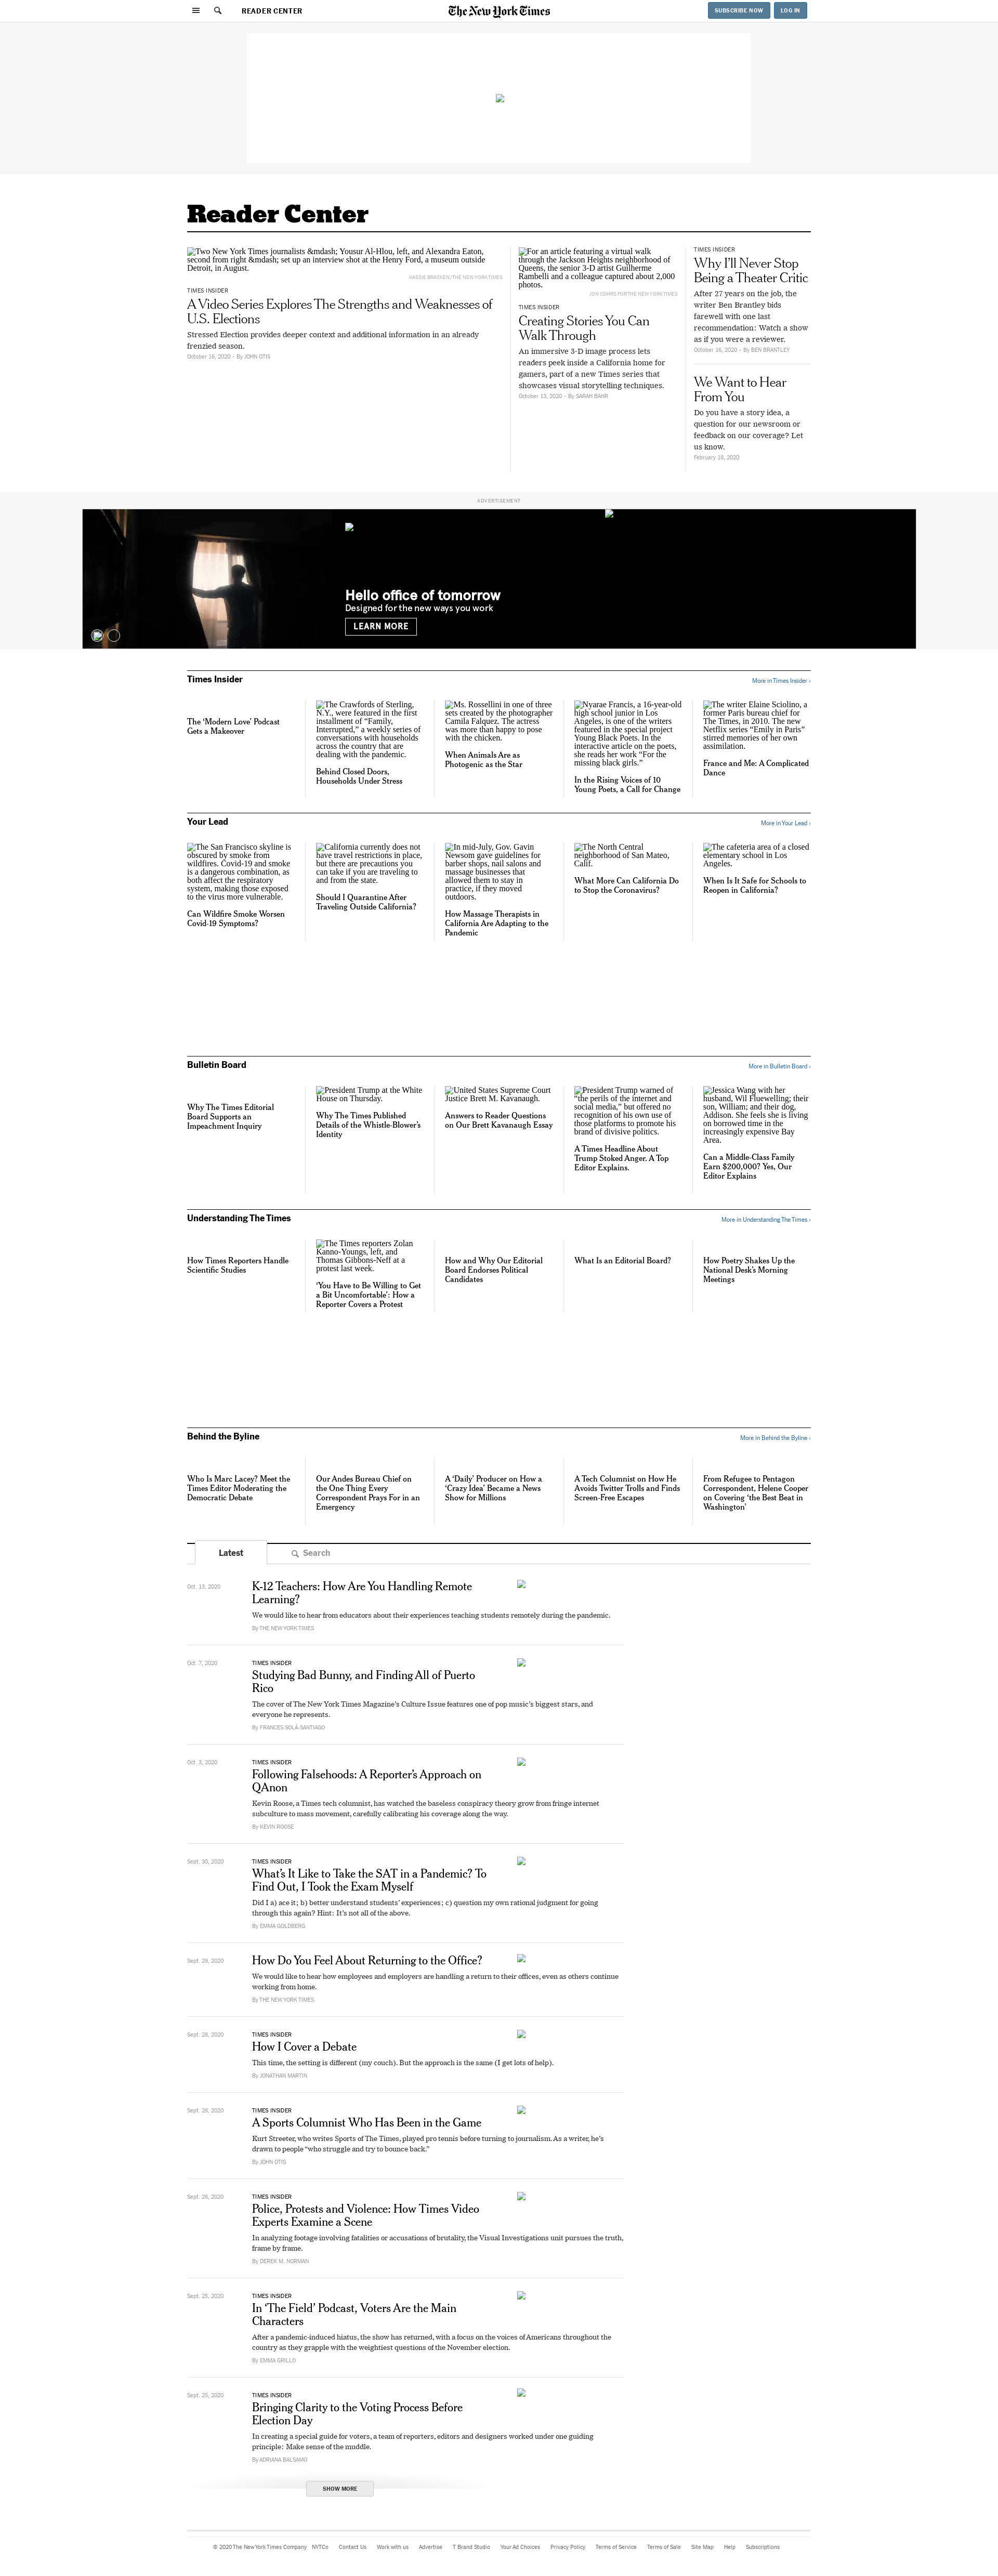 READER CENTER
The New York Times
SUBSCRIBE NOW
LOG IN
Reader Center
Two New York Times journalists &mdash; Yousur Al-Hlou, left, and Alexandra Eaton,
second from right &mdash; set up an interview shot at the Henry Ford, a museum outside
Detroit, in August.
KASSIE BRACKEN/THE NEW YORK TIMES
TIMES INSIDER
A Video Series Explores The Strengths and Weaknesses of
U.S. Elections
Stressed Election provides deeper context and additional information in an already
frenzied season.
October 16, 2020 - By JOHN OTIS
For an article featuring a virtual
walk through the Jackson
Heights neighborhood of
Queens, the senior 3-D artist Guilherme
Rambelli and a colleague captured about 2,000
photos.
JON COHRS FOR THE NEW YORK TIMES
TIMES INSIDER
Creating Stories You Can
Walk Through
An immersive 3-D image process lets
readers peek inside a California home for
gamers, part of a new Times series that
showcases visual storytelling techniques.
October 13, 2020 - By SARAH BAHR
TIMES INSIDER
Why I'll Never Stop
Being a Theater Critic
After 27 years on the job, the
writer Ben Brantley bids
farewell with one last
recommendation: Watch a show
as if you were a reviewer.
October 16, 2020 - By BEN BRANTLEY
We Want to Hear
From You
Do you have a story idea, a
question for our newsroom or
feedback on our coverage? Let
us know.
February 18, 2020
ADVERTISEMENT
Hello office of tomorrow
Designed for the new ways you work
LEARN MORE
Times Insider
More in Times Insider ›
The ‘Modern Love’ Podcast
Gets a Makeover
The Crawfords of Sterling,
N.Y., were featured in the first
installment of “Family,
Interrupted,” a weekly series of
conversations with households
across the country that are
dealing with the pandemic.
Behind Closed Doors,
Households Under Stress
Ms. Rossellini in one of three
sets created by the photographer
Camila Falquez. The actress
was more than happy to pose
with the chicken.
When Animals Are as
Photogenic as the Star
Nyarae Francis, a 16-year-old
high school junior in Los
Angeles, is one of the writers
featured in the special project
Young Black Poets. In the
interactive article on the poets,
she reads her work “For the
missing black girls.”
In the Rising Voices of 10
Young Poets, a Call for Change
The writer Elaine Sciolino, a
former Paris bureau chief for
The Times, in 2010. The new
Netflix series “Emily in Paris”
stirred memories of her own
assimilation.
France and Me: A Complicated
Dance
Your Lead
More in Your Lead ›
The San Francisco skyline is
obscured by smoke from
wildfires. Covid-19 and smoke
is a dangerous combination, as
both affect the respiratory
system, making those exposed
to the virus more vulnerable.
Can Wildfire Smoke Worsen
Covid-19 Symptoms?
California currently does not
have travel restrictions in place,
but there are precautions you
can take if you are traveling to
and from the state.
Should I Quarantine After
Traveling Outside California?
In mid-July, Gov. Gavin
Newsom gave guidelines for
barber shops, nail salons and
massage businesses that
allowed them to stay in
practice, if they moved
outdoors.
How Massage Therapists in
California Are Adapting to the
Pandemic
The North Central
neighborhood of San Mateo,
Calif.
What More Can California Do
to Stop the Coronavirus?
The cafeteria area of a closed
elementary school in Los
Angeles.
When Is It Safe for Schools to
Reopen in California?
Bulletin Board
More in Bulletin Board ›
Why The Times Editorial
Board Supports an
Impeachment Inquiry
President Trump at the White
House on Thursday.
Why The Times Published
Details of the Whistle-Blower’s
Identity
United States Supreme Court
Justice Brett M. Kavanaugh.
Answers to Reader Questions
on Our Brett Kavanaugh Essay
President Trump warned of
“the perils of the internet and
social media,” but offered no
recognition of his own use of
those platforms to promote his
brand of divisive politics.
A Times Headline About
Trump Stoked Anger. A Top
Editor Explains.
Jessica Wang with her
husband, Wil Fluewelling; their
son, William; and their dog,
Addison. She feels she is living
on borrowed time in the
increasingly expensive Bay
Area.
Can a Middle-Class Family
Earn $200,000? Yes, Our
Editor Explains
Understanding The Times
More in Understanding The Times ›
How Times Reporters Handle
Scientific Studies
The Times reporters Zolan
Kanno-Youngs, left, and
Thomas Gibbons-Neff at a
protest last week.
‘You Have to Be Willing to Get
a Bit Uncomfortable’: How a
Reporter Covers a Protest
How and Why Our Editorial
Board Endorses Political
Candidates
What Is an Editorial Board?
How Poetry Shakes Up the
National Desk’s Morning
Meetings
Behind the Byline
More in Behind the Byline ›
Who Is Marc Lacey? Meet the
Times Editor Moderating the
Democratic Debate
Our Andes Bureau Chief on
the One Thing Every
Correspondent Prays For in an
Emergency
A ‘Daily’ Producer on How a
‘Crazy Idea’ Became a News
Show for Millions
A Tech Columnist on How He
Avoids Twitter Trolls and Finds
Screen-Free Escapes
From Refugee to Pentagon
Correspondent, Helene Cooper
on Covering ‘the Best Beat in
Washington’
Latest
Search
Oct. 13, 2020
K-12 Teachers: How Are You Handling Remote
Learning?
We would like to hear from educators about their experiences teaching students remotely during the pandemic.
By THE NEW YORK TIMES
Oct. 7, 2020
TIMES INSIDER
Studying Bad Bunny, and Finding All of Puerto
Rico
The cover of The New York Times Magazine’s Culture Issue features one of pop music’s biggest stars, and
everyone he represents.
By FRANCES SOLÁ-SANTIAGO
Oct. 3, 2020
TIMES INSIDER
Following Falsehoods: A Reporter’s Approach on
QAnon
Kevin Roose, a Times tech columnist, has watched the baseless conspiracy theory grow from fringe internet
subculture to mass movement, carefully calibrating his coverage along the way.
By KEVIN ROOSE
Sept. 30, 2020
TIMES INSIDER
What’s It Like to Take the SAT in a Pandemic? To
Find Out, I Took the Exam Myself
Did I a) ace it; b) better understand students’ experiences; c) question my own rational judgment for going
through this again? Hint: It’s not all of the above.
By EMMA GOLDBERG
Sept. 29, 2020
How Do You Feel About Returning to the Office?
We would like to hear how employees and employers are handling a return to their offices, even as others continue
working from home.
By THE NEW YORK TIMES
Sept. 28, 2020
TIMES INSIDER
How I Cover a Debate
This time, the setting is different (my couch). But the approach is the same (I get lots of help).
By JONATHAN MARTIN
Sept. 28, 2020
TIMES INSIDER
A Sports Columnist Who Has Been in the Game
Kurt Streeter, who writes Sports of The Times, played pro tennis before turning to journalism. As a writer, he’s
drawn to people “who struggle and try to bounce back.”
By JOHN OTIS
Sept. 26, 2020
TIMES INSIDER
Police, Protests and Violence: How Times Video
Experts Examine a Scene
In analyzing footage involving fatalities or accusations of brutality, the Visual Investigations unit pursues the truth,
frame by frame.
By DEREK M. NORMAN
Sept. 25, 2020
TIMES INSIDER
In ‘The Field’ Podcast, Voters Are the Main
Characters
After a pandemic-induced hiatus, the show has returned, with a focus on the voices of Americans throughout the
country as they grapple with the weightiest questions of the November election.
By EMMA GRILLO
Sept. 25, 2020
TIMES INSIDER
Bringing Clarity to the Voting Process Before
Election Day
In creating a special guide for voters, a team of reporters, editors and designers worked under one guiding
principle: Make sense of the muddle.
By ADRIANA BALSAMO
SHOW MORE
© 2020 The New York Times Company NYTCo Contact Us Work with us Advertise T Brand Studio Your Ad Choices Privacy Policy Terms of Service Terms of Sale Site Map Help Subscriptions